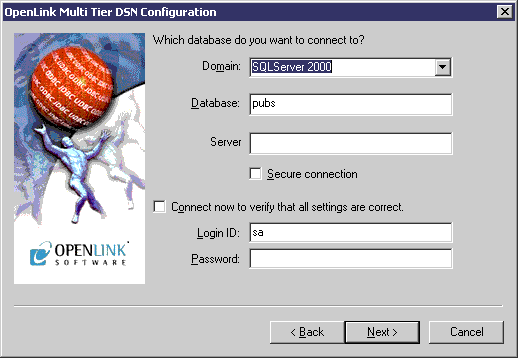 OpenLink Multi Tier DSN Configuration
Which database do you want to connect to?
Domain: SQLServer 2000
Database: pubs
Server
Secure connection
Connect now to verify that all settings are correct.
Login ID: sa
Password:
OPENLINK
SOFTWARE
< Back Next > Cancel